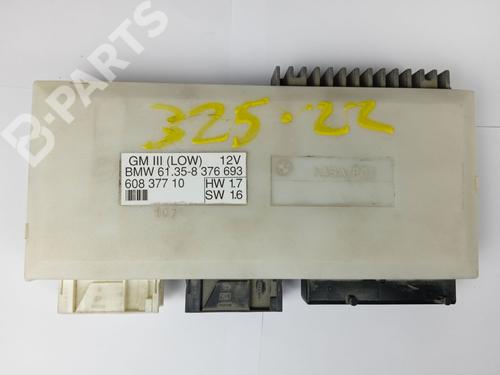 B-PARTS
325.22
GM III (LOW) 12V
BMW 61.35-8 376 693
608 377 10 HW 1.7
SW 1.6